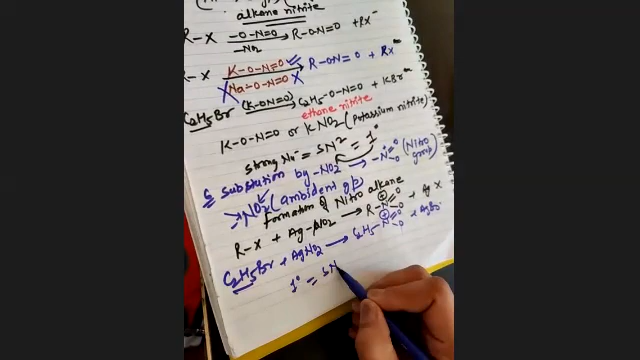 alkane nitrite
R-X -O-N=O -NO2 → R-O-N=O + RX⁻
R-X K-O-N=O Na-O-N=O → R-ON=O + RX⁻
C2H5Br (K-ON=O) → C2H5-O-N=O + KBr
ethane nitrite
K-O-N=O or KNO2 (Potassium nitrite)
strong Nu⁻ = SN2 = 1°
Substution by -NO2 → -N=O -O (Nitro group)
→ NO2 (ambident gp)
formation of Nitro alkane
R-X + Ag-NO2 → R-N=O -O + AgX
C2H5Br + AgNO2 → C2H5-N=O -O + AgBr
1° = SN